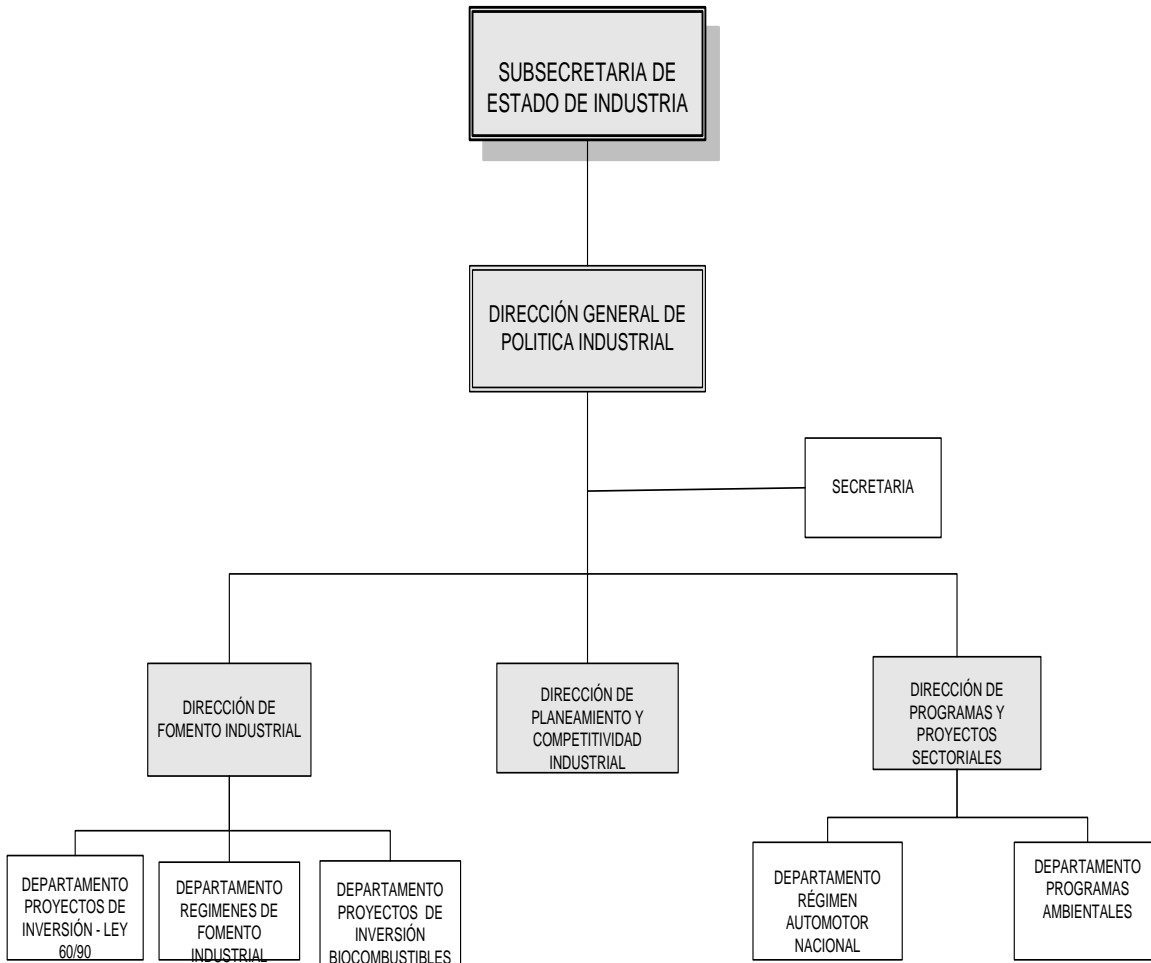 SUBSECRETARIA DE
ESTADO DE INDUSTRIA
DIRECCIÓN GENERAL DE
POLITICA INDUSTRIAL
SECRETARIA
DIRECCIÓN DE
FOMENTO INDUSTRIAL
DIRECCIÓN DE
PLANEAMIENTO Y
COMPETITIVIDAD
INDUSTRIAL
DIRECCIÓN DE
PROGRAMAS Y
PROYECTOS
SECTORIALES
DEPARTAMENTO
PROYECTOS DE
INVERSIÓN - LEY
60/90
DEPARTAMENTO
REGIMENES DE
FOMENTO
INDUSTRIAL
DEPARTAMENTO
PROYECTOS DE
INVERSIÓN
BIOCOMBUSTIBLES
DEPARTAMENTO
RÉGIMEN
AUTOMOTOR
NACIONAL
DEPARTAMENTO
PROGRAMAS
AMBIENTALES